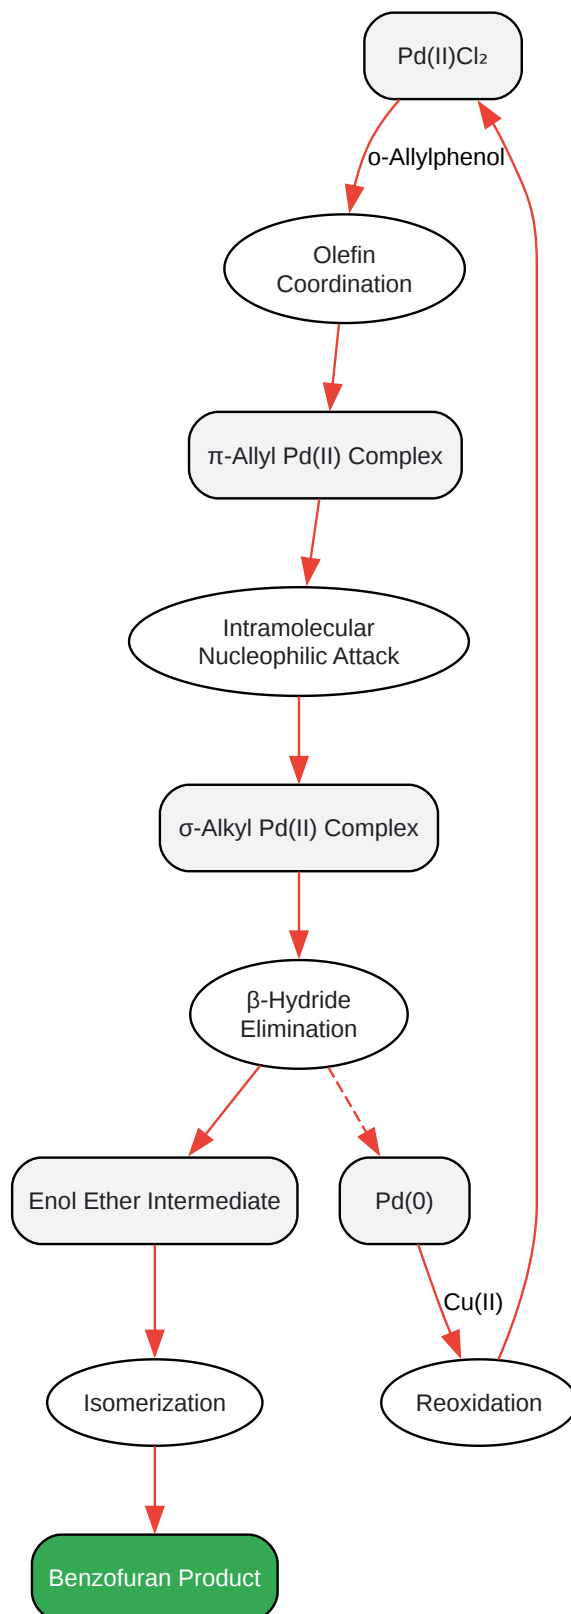 Pd(II)Cl₂
o-Allylphenol
Olefin
Coordination
π-Allyl Pd(II) Complex
Intramolecular
Nucleophilic Attack
σ-Alkyl Pd(II) Complex
β-Hydride
Elimination
Enol Ether Intermediate
Pd(0)
Cu(II)
Isomerization
Reoxidation
Benzofuran Product